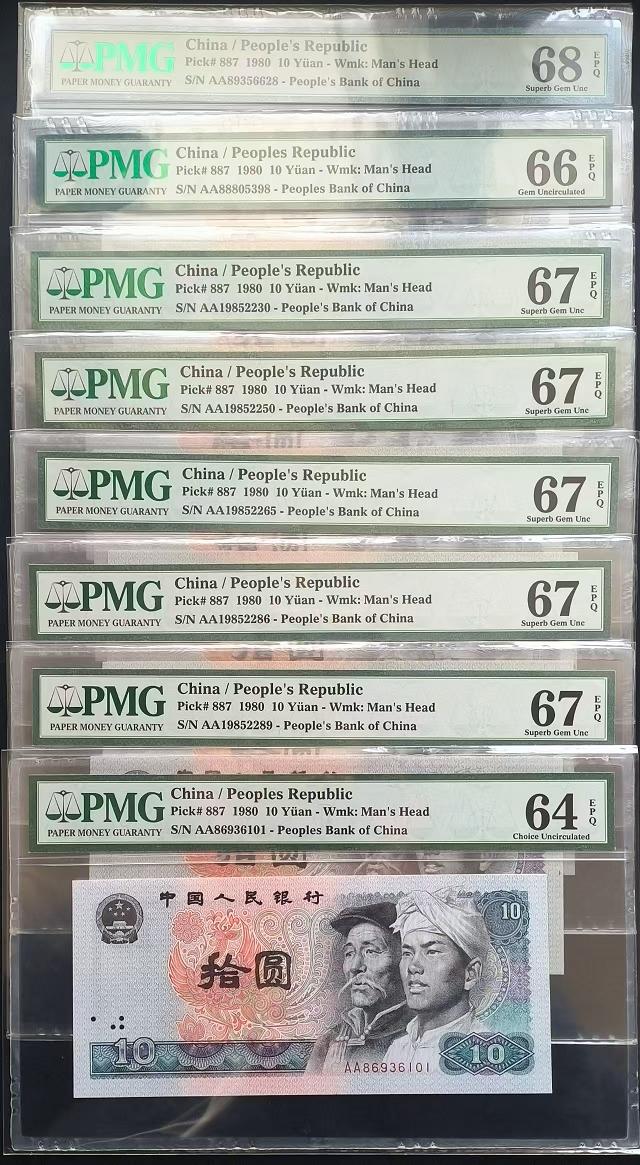 PMG
PAPER MONEY GUARANTY
China / People's Republic
Pick# 887 1980 10 Yüan - Wmk: Man's Head
S/N AA89356628 - People's Bank of China
68
EPQ
Superb Gem Unc
PMG
PAPER MONEY GUARANTY
China / Peoples Republic
Pick# 887 1980 10 Yüan - Wmk: Man's Head
S/N AA88805398 - Peoples Bank of China
66
EPQ
Gem Uncirculated
PMG
PAPER MONEY GUARANTY
China / People's Republic
Pick# 887 1980 10 Yüan - Wmk: Man's Head
S/N AA19852230 - People's Bank of China
67
EPQ
Superb Gem Unc
PMG
PAPER MONEY GUARANTY
China / People's Republic
Pick# 887 1980 10 Yüan - Wmk: Man's Head
S/N AA19852250 - People's Bank of China
67
EPQ
Superb Gem Unc
PMG
PAPER MONEY GUARANTY
China / People's Republic
Pick# 887 1980 10 Yüan - Wmk: Man's Head
S/N AA19852265 - People's Bank of China
67
EPQ
Superb Gem Unc
PMG
PAPER MONEY GUARANTY
China / People's Republic
Pick# 887 1980 10 Yüan - Wmk: Man's Head
S/N AA19852286 - People's Bank of China
67
EPQ
Superb Gem Unc
PMG
PAPER MONEY GUARANTY
China / People's Republic
Pick# 887 1980 10 Yüan - Wmk: Man's Head
S/N AA19852289 - People's Bank of China
67
EPQ
Superb Gem Unc
PMG
PAPER MONEY GUARANTY
China / Peoples Republic
Pick# 887 1980 10 Yüan - Wmk: Man's Head
S/N AA86936101 - Peoples Bank of China
64
EPQ
Choice Uncirculated
中国人民银行
10
拾圆
10
AA86936101
10